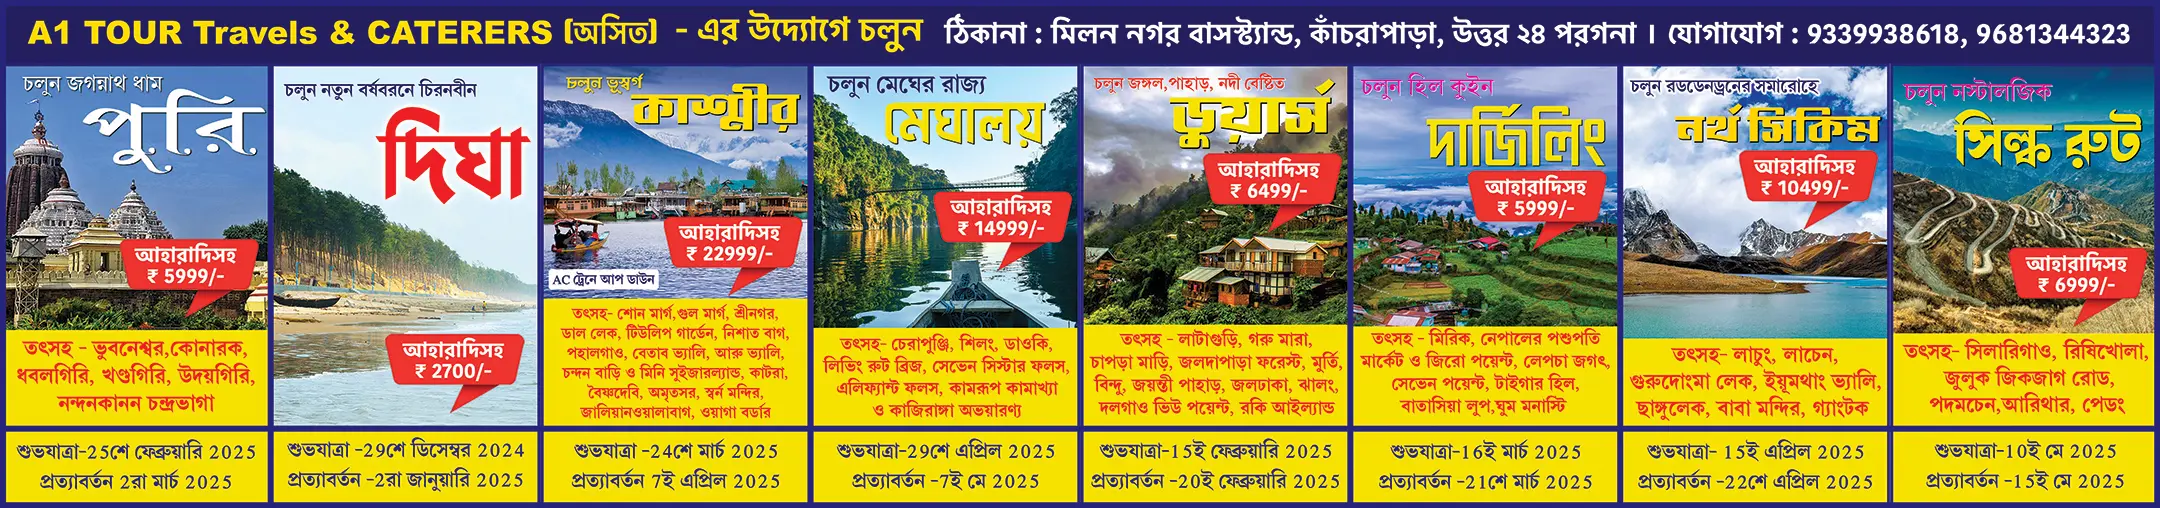 A1 TOUR Travels & CATERERS (অসিত) - এর উদ্যোগে চলুন
ঠিকানা : মিলন নগর বাসস্ট্যান্ড, কাঁচরাপাড়া, উত্তর ২৪ পরগনা । যোগাযোগ : 9339938618, 9681344323
চলুন জগন্নাথ ধাম
পুরি
আহারাদিসহ
₹ 5999/-
তৎসহ - ভুবনেশ্বর,কোনারক,
ধবলগিরি, খণ্ডগিরি, উদয়গিরি,
নন্দনকানন চন্দ্রভাগা
শুভযাত্রা-25শে ফেব্রুয়ারি 2025
প্রত্যাবর্তন 2রা মার্চ 2025
চলুন নতুন বর্ষবরনে চিরনবীন
দিঘা
আহারাদিসহ
₹ 2700/-
শুভযাত্রা -29শে ডিসেম্বর 2024
প্রত্যাবর্তন -2রা জানুয়ারি 2025
চলুন ভূস্বর্গ
কাশ্মীর
আহারাদিসহ
₹ 22999/-
AC ট্রেনে আপ ডাউন
তৎসহ- শোন মার্গ,গুল মার্গ, শ্রীনগর,
ডাল লেক, টিউলিপ গার্ডেন, নিশাত বাগ,
পহালগাও, বেতাব ভ্যালি, আরু ভ্যালি,
চন্দন বাড়ি ও মিনি সুইজারল্যান্ড, কাটরা,
বৈষ্ণদেবি, অমৃতসর, স্বর্ন মন্দির,
জালিয়ানওয়ালাবাগ, ওয়াগা বর্ডার
শুভযাত্রা -24শে মার্চ 2025
প্রত্যাবর্তন 7ই এপ্রিল 2025
চলুন মেঘের রাজ্য
মেঘালয়
আহারাদিসহ
₹ 14999/-
তৎসহ- চেরাপুঞ্জি, শিলং, ডাওকি,
লিভিং রুট ব্রিজ, সেভেন সিস্টার ফলস,
এলিফ্যান্ট ফলস, কামরূপ কামাখ্যা
ও কাজিরাঙ্গা অভয়ারণ্য
শুভযাত্রা-29শে এপ্রিল 2025
প্রত্যাবর্তন -7ই মে 2025
চলুন জঙ্গল,পাহাড়, নদী বেষ্টিত
ডুয়ার্স
আহারাদিসহ
₹ 6499/-
তৎসহ - লাটাগুড়ি, গরু মারা,
চাপড়া মাড়ি, জলদাপাড়া ফরেস্ট, মুর্তি,
বিন্দু, জয়ন্তী পাহাড়, জলঢাকা, ঝালং,
দলগাও ভিউ পয়েন্ট, রকি আইল্যান্ড
শুভযাত্রা-15ই ফেব্রুয়ারি 2025
প্রত্যাবর্তন -20ই ফেব্রুয়ারি 2025
চলুন হিল কুইন
দার্জিলিং
আহারাদিসহ
₹ 5999/-
তৎসহ - মিরিক, নেপালের পশুপতি
মার্কেট ও জিরো পয়েন্ট, লেপচা জগৎ,
সেভেন পয়েন্ট, টাইগার হিল,
বাতাসিয়া লুপ,ঘুম মনাস্টি
শুভযাত্রা-16ই মার্চ 2025
প্রত্যাবর্তন -21শে মার্চ 2025
চলুন রডডেনড্রনের সমারোহে
নর্থ সিকিম
আহারাদিসহ
₹ 10499/-
তৎসহ- লাচুং, লাচেন,
গুরুদোংমা লেক, ইয়ুমথাং ভ্যালি,
ছাঙ্গুলেক, বাবা মন্দির, গ্যাংটক
শুভযাত্রা- 15ই এপ্রিল 2025
প্রত্যাবর্তন -22শে এপ্রিল 2025
চলুন নস্টালজিক
সিল্ক রুট
আহারাদিসহ
₹ 6999/-
তৎসহ- সিলারিগাও, রিষিখোলা,
জুলুক জিকজাগ রোড,
পদমচেন,আরিথার, পেডং
শুভযাত্রা-10ই মে 2025
প্রত্যাবর্তন -15ই মে 2025